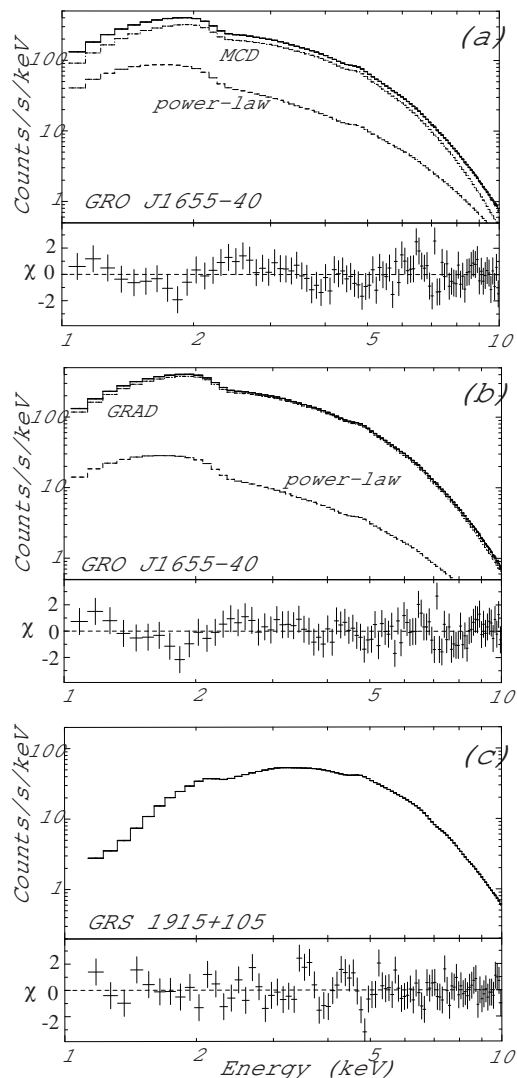 (a)
100
MCD
power-law
10
Counts/s/keV
1
GRO J1655-40
2
χ 0
-2
1 2 5 10
(b)
100
GRAD
power-law
10
Counts/s/keV
1
GRO J1655-40
2
χ 0
-2
1 2 5 10
(c)
100
10
Counts/s/keV
1
GRS 1915+105
2
χ 0
-2
1 2 5 10
Energy (keV)